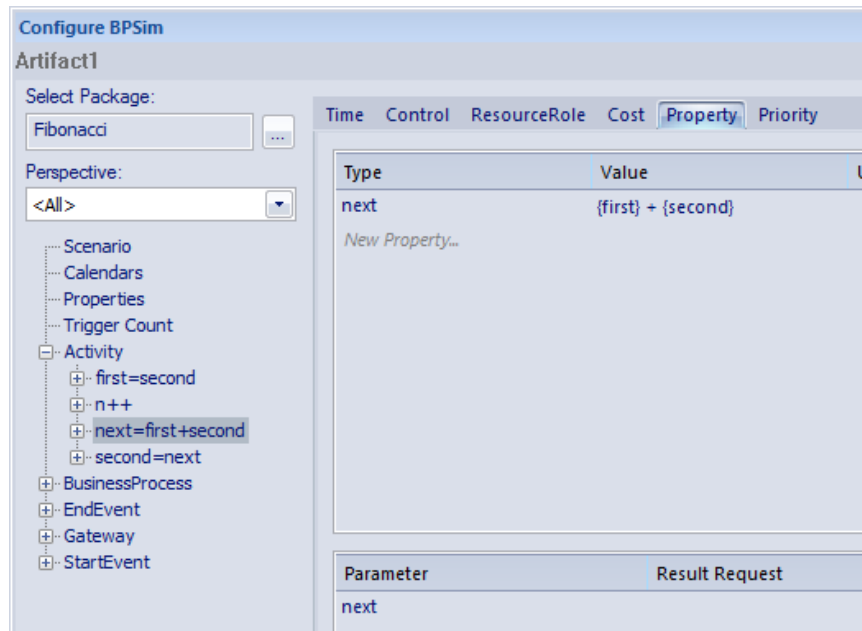 Configure BPSim
Artifact1
Select Package:
Fibonacci
...
Perspective:
<All>
Scenario
Calendars
Properties
Trigger Count
Activity
first=second
n++
next=first+second
second=next
BusinessProcess
EndEvent
Gateway
StartEvent
Time Control ResourceRole Cost Property Priority
Type Value U
next {first} + {second}
New Property...
Parameter Result Request
next